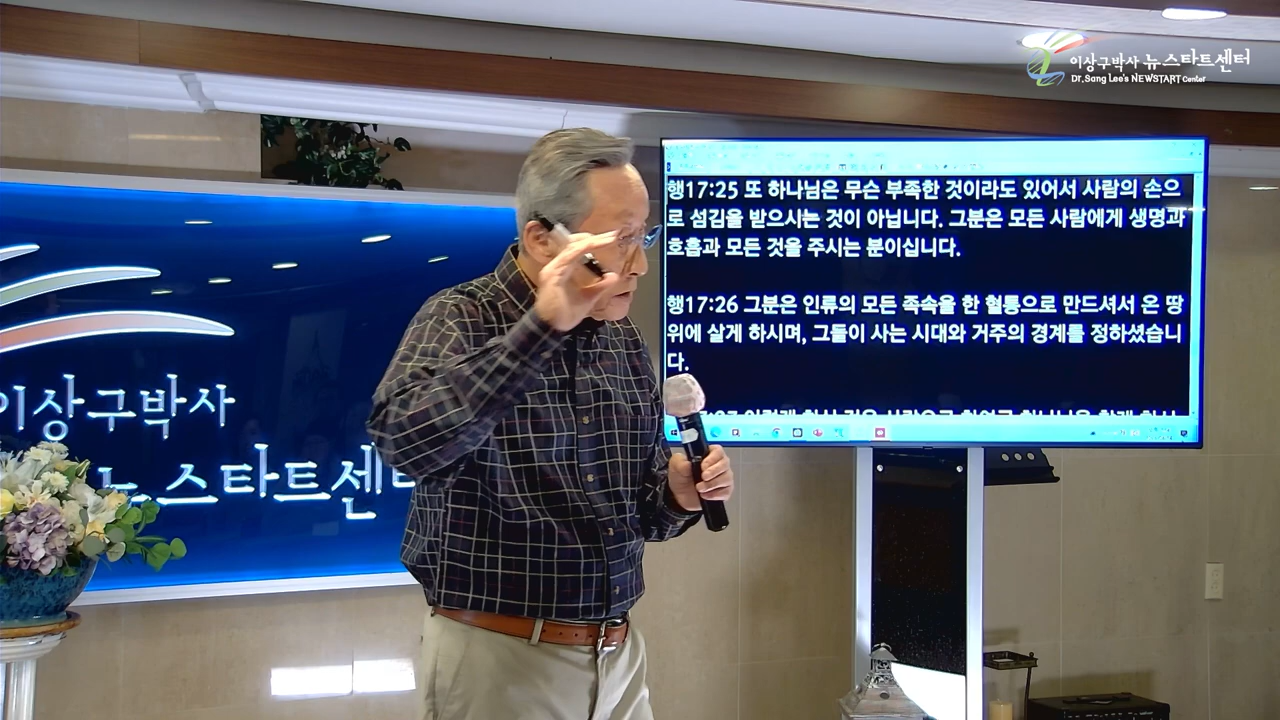 이상구박사 뉴스타트센터
Dr. Sang Lee's NEWSTART Center
행17:25 또 하나님은 무슨 부족한 것이라도 있어서 사람의 손으
로 섬김을 받으시는 것이 아닙니다. 그분은 모든 사람에게 생명과
호흡과 모든 것을 주시는 분이십니다.
행17:26 그분은 인류의 모든 족속을 한 혈통으로 만드셔서 온 땅
위에 살게 하시며, 그들이 사는 시대와 거주의 경계를 정하셨습니
다.
이상구박사
뉴스타트센터